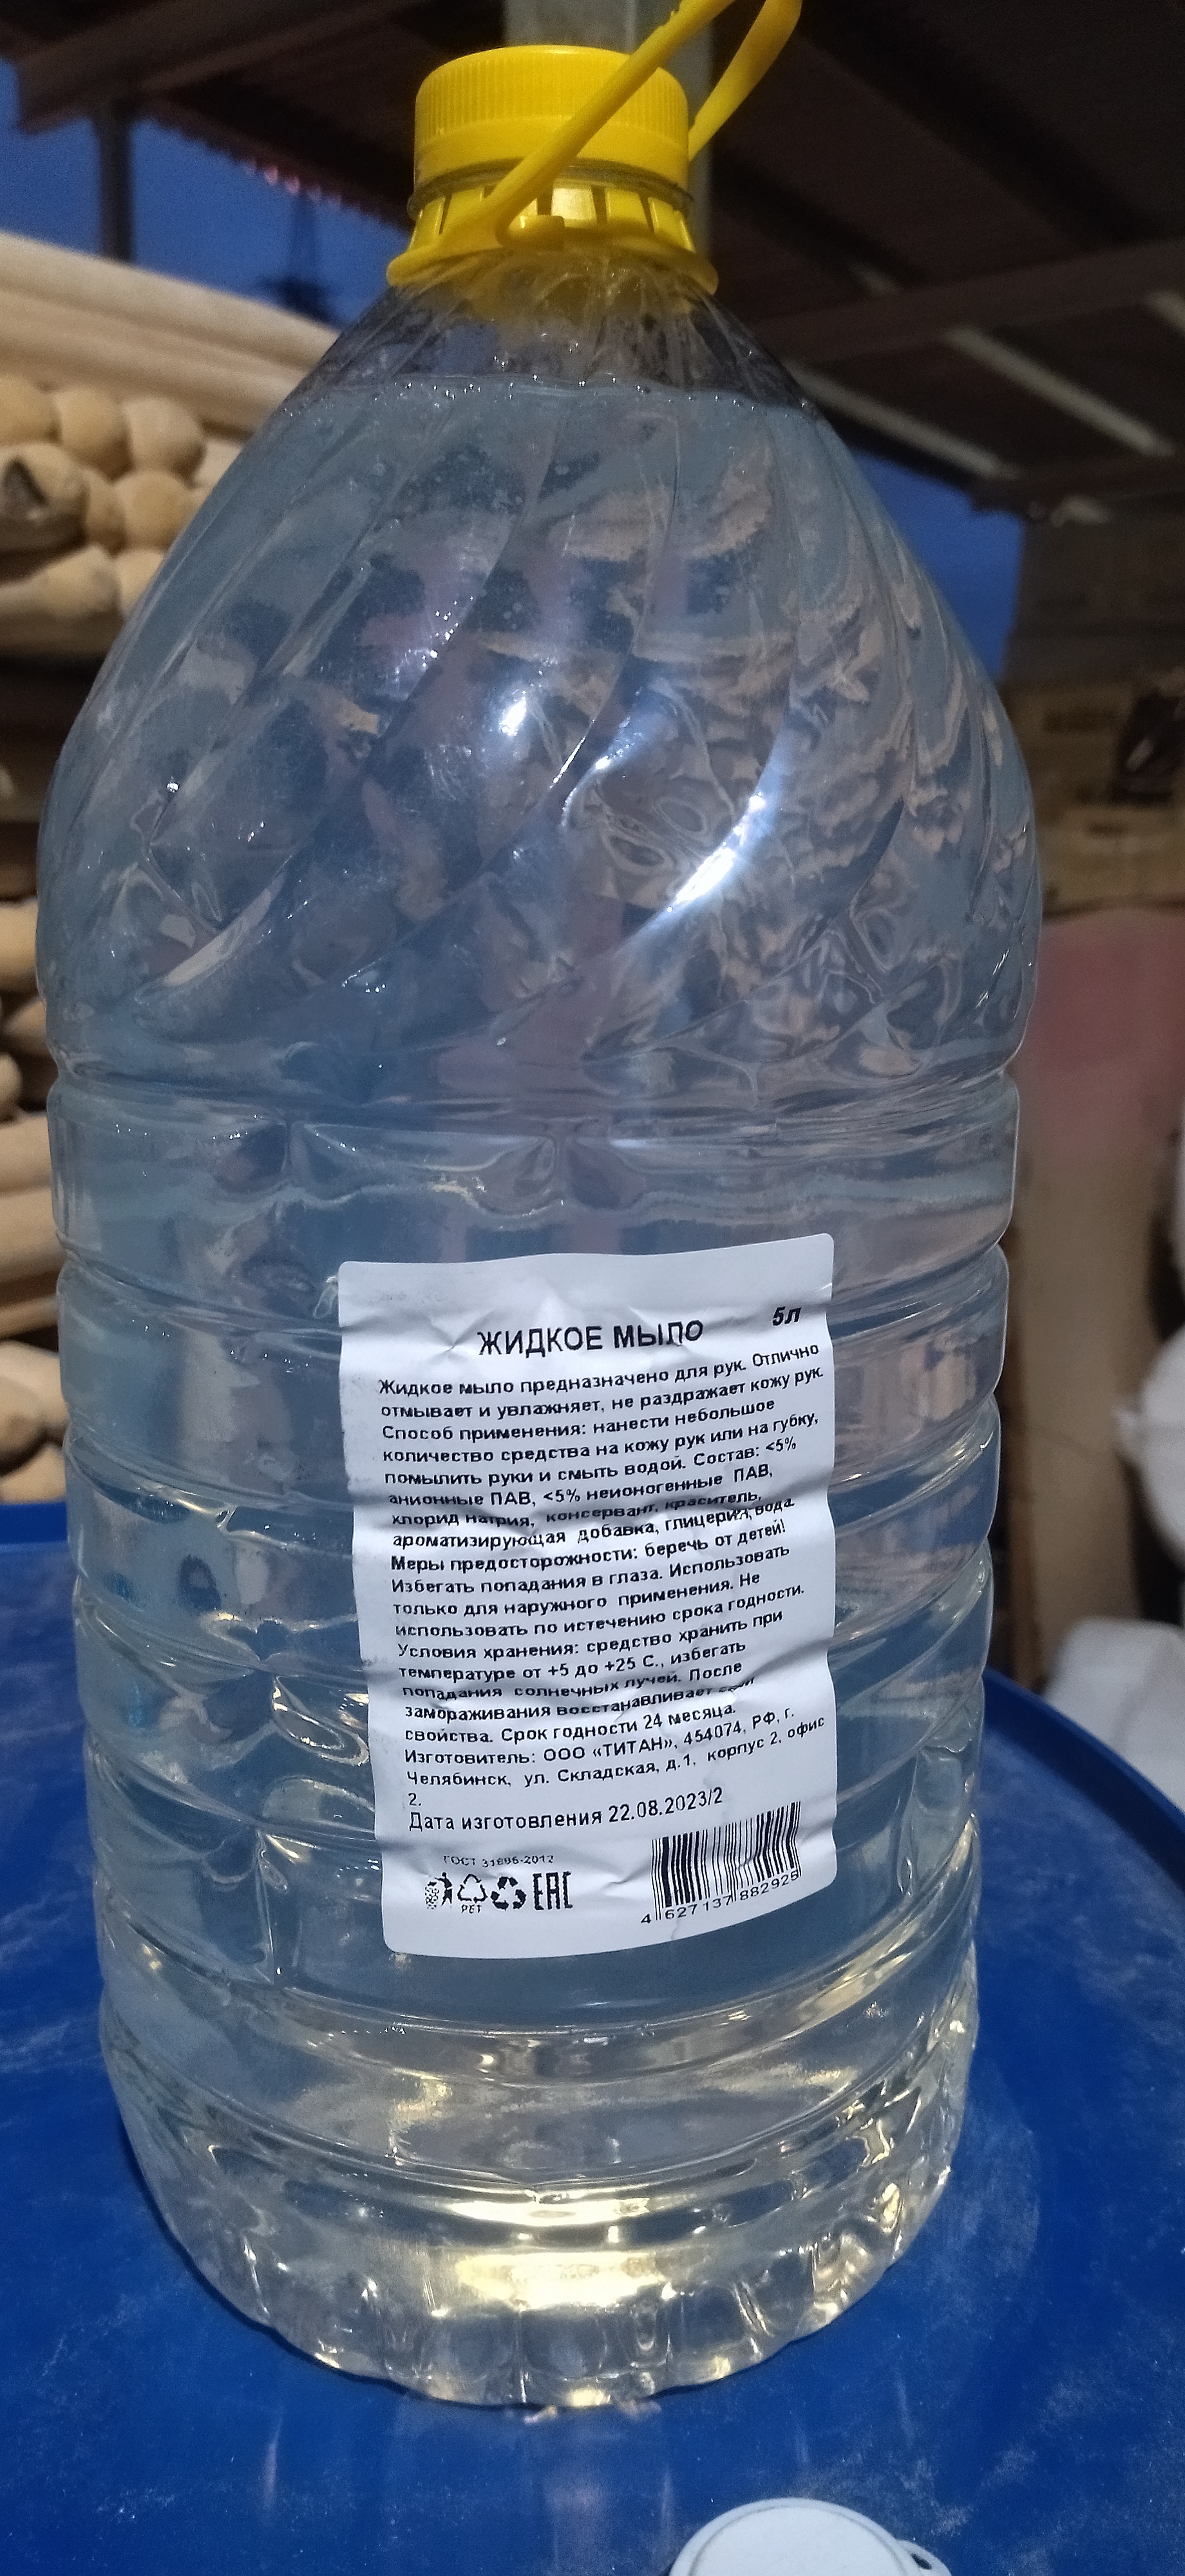 ЖИДКОЕ МЫЛО 5л
Жидкое мыло предназначено для рук. Отлично
отмывает и увлажняет, не раздражает кожу рук.
Способ применения: нанести небольшое
количество средства на кожу рук или на губку,
помылить руки и смыть водой. Состав: <5%
анионные ПАВ, <5% неионогенные ПАВ,
хлорид натрия, консервант, краситель,
ароматизирующая добавка, глицерин, вода.
Меры предосторожности: беречь от детей!
Избегать попадания в глаза. Использовать
только для наружного применения. Не
использовать по истечению срока годности.
Условия хранения: средство хранить при
температуре от +5 до +25 С., избегать
попадания солнечных лучей. После
замораживания восстанавливает свои
свойства. Срок годности 24 месяца.
Изготовитель: ООО «ТИТАН», 454074, РФ, г.
Челябинск, ул. Складская, д.1, корпус 2, офис
2.
Дата изготовления 22.08.2023/2
ГОСТ 31696-2012
PET EAC
4 627137 882925